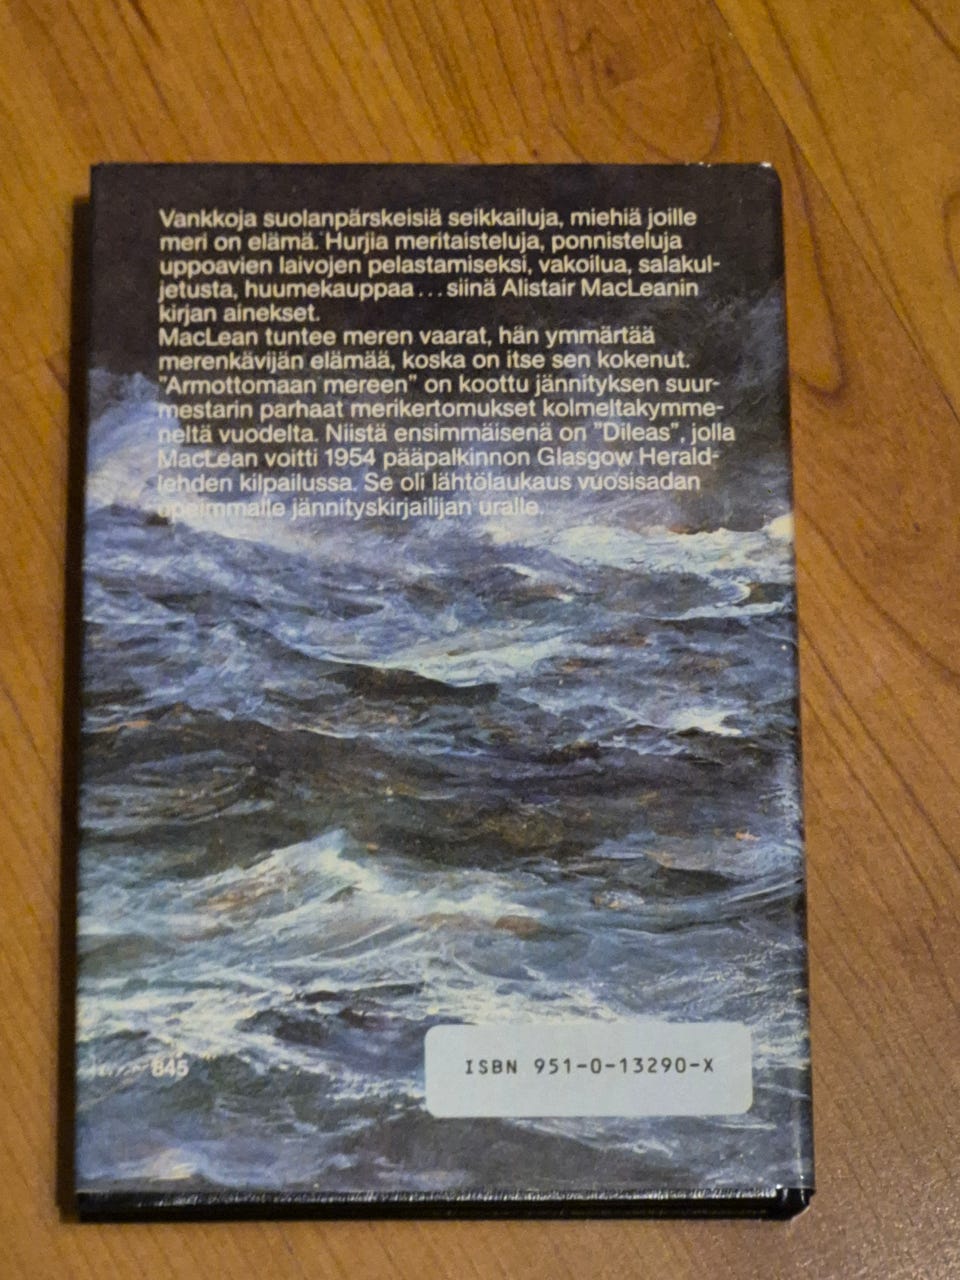 Vankkoja suolanpärskeisiä seikkailuja, miehiä joille
meri on elämä. Hurjia meritaisteluja, ponnisteluja
uppoavien laivojen pelastamiseksi, vakoilua, salakul-
jetusta, huumekauppaa...siinä Alistair MacLeanin
kirjan ainekset.
MacLean tuntee meren vaarat, hän ymmärtää
merenkävijän elämää, koska on itse sen kokenut.
"Armottomaan mereen" on koottu jännityksen suur-
mestarin parhaat merikertomukset kolmeltakymme-
neltä vuodelta. Niistä ensimmäisenä on "Dileas", jolla
MacLean voitti 1954 pääpalkinnon Glasgow Herald-
lehden kilpailussa. Se oli lähtölaukaus vuosisadan
upeimmalle jännityskirjailijan uralle.
845
ISBN 951-0-13290-X